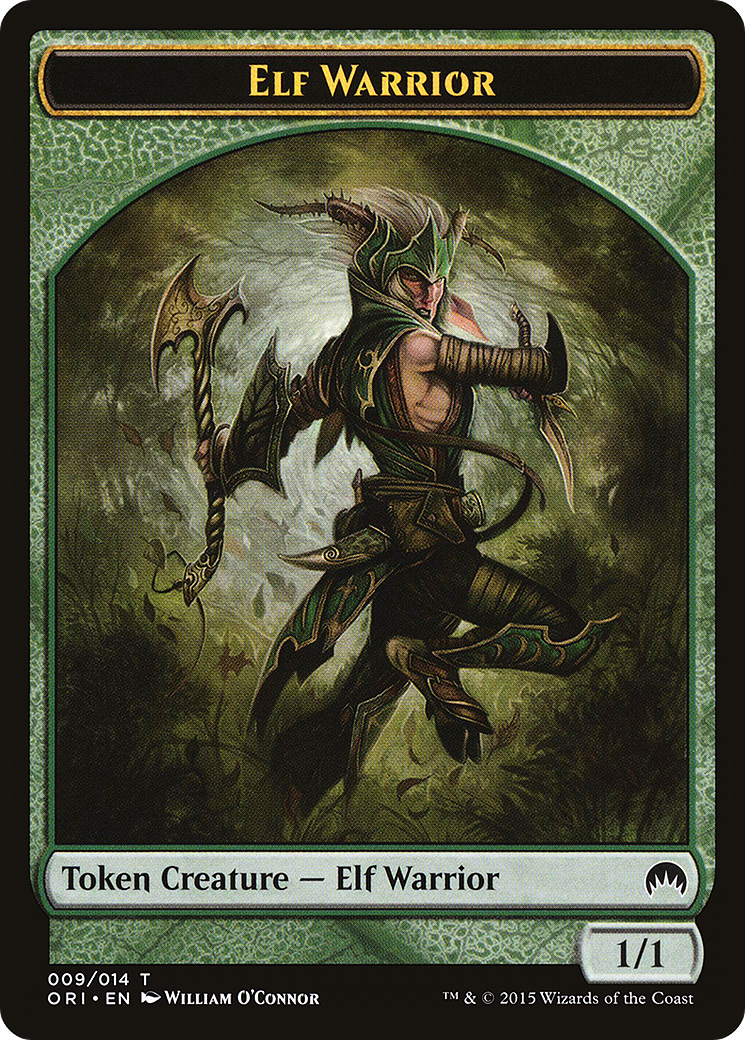 Elf Warrior
Token Creature — Elf Warrior
1/1
009/014 T
ORI • EN William O'Connor
™ & © 2015 Wizards of the Coast